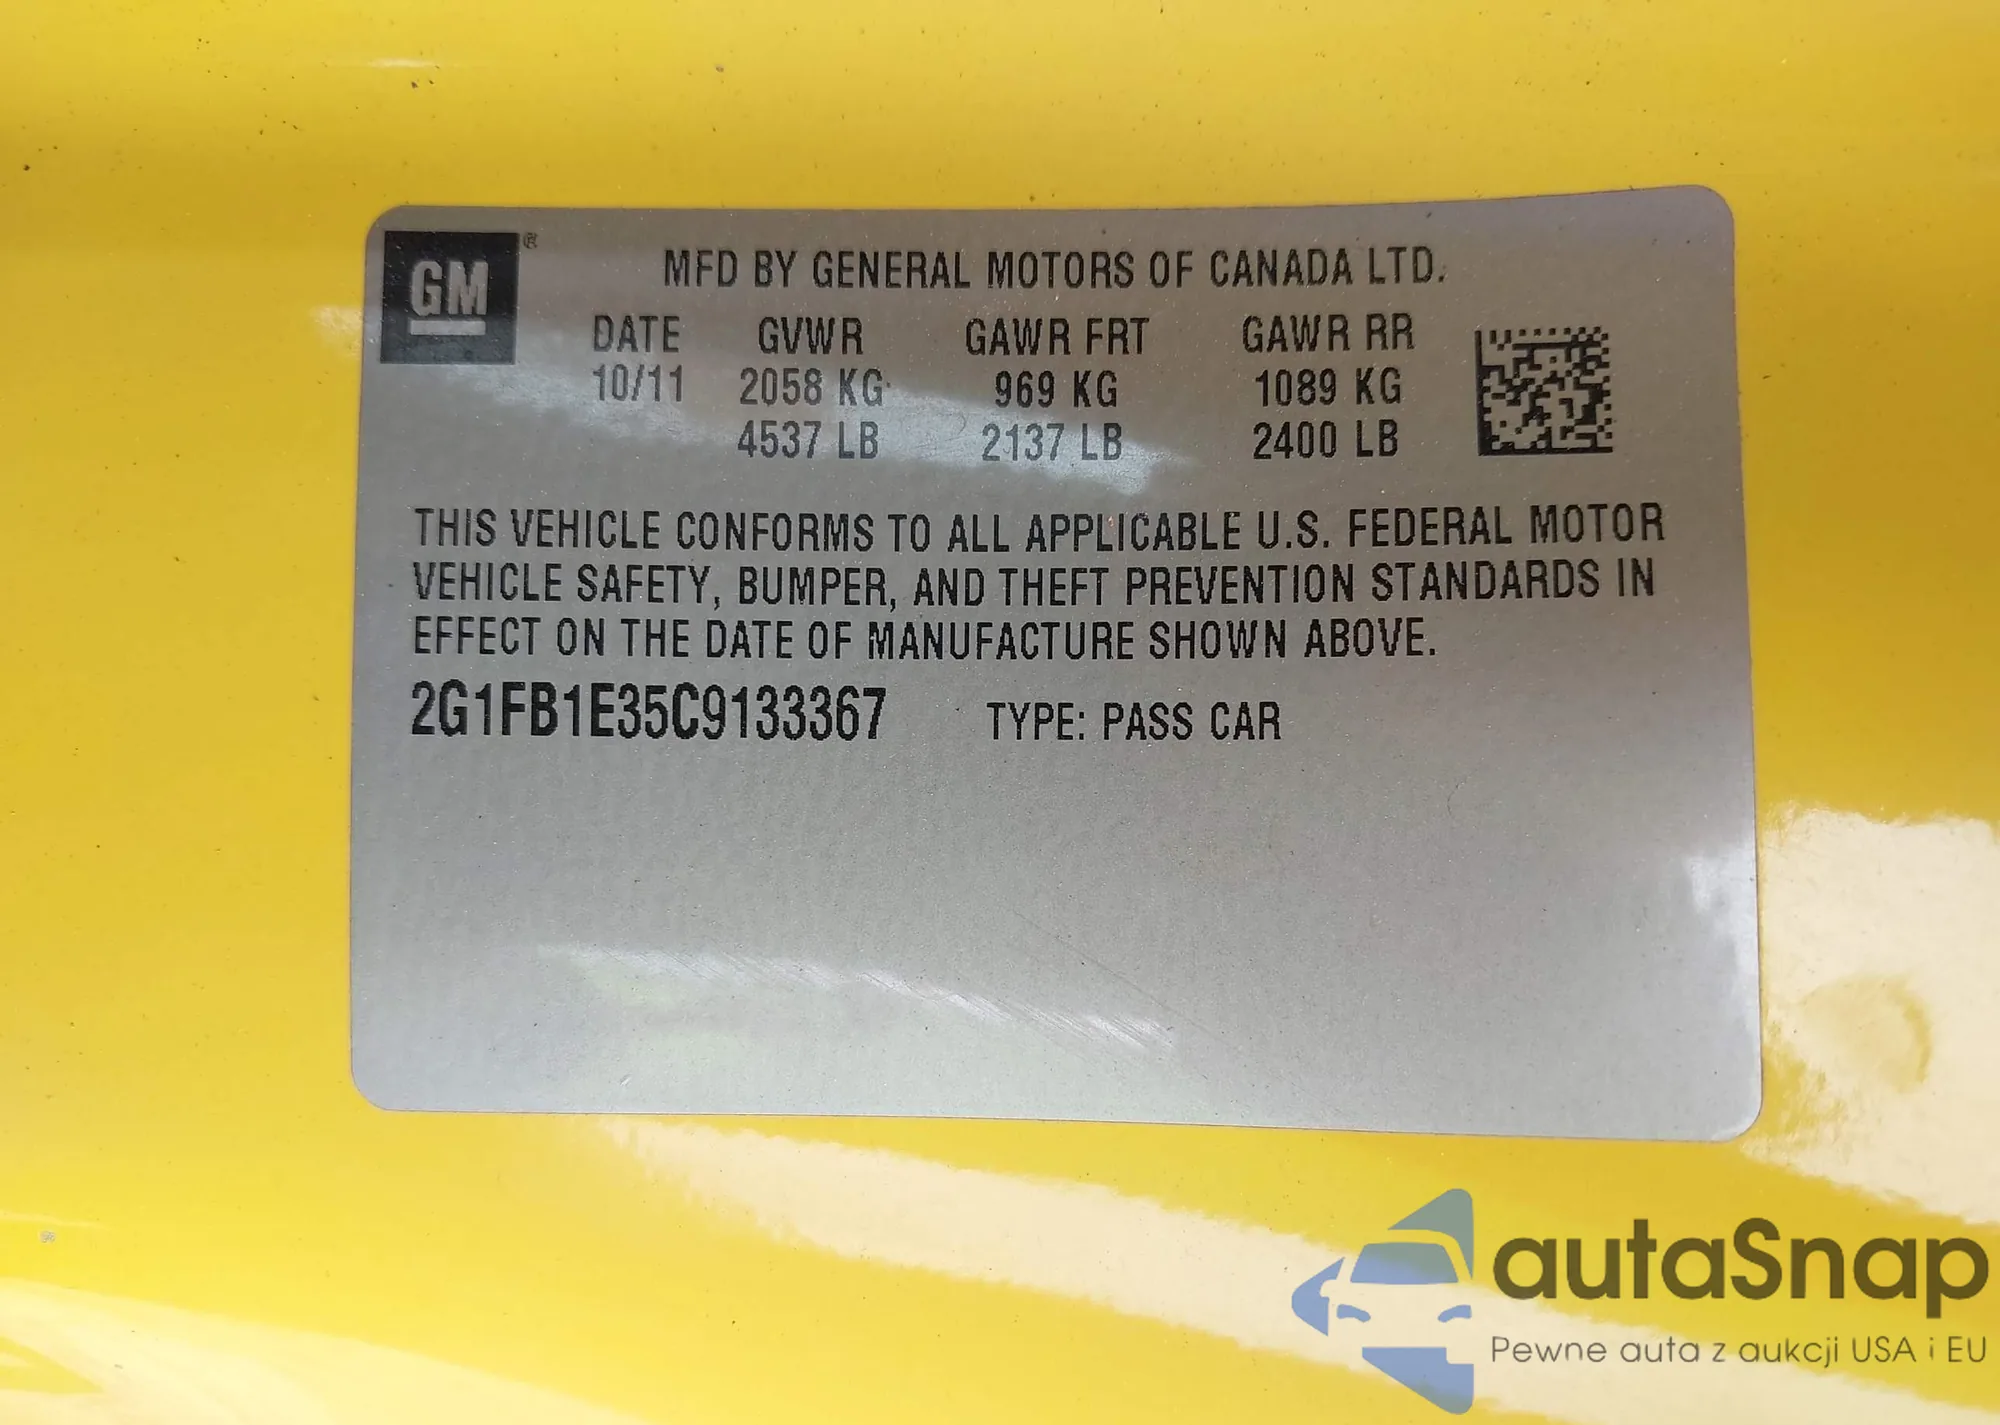 GM ®
MFD BY GENERAL MOTORS OF CANADA LTD.
DATE GVWR GAWR FRT GAWR RR
10/11 2058 KG 969 KG 1089 KG
4537 LB 2137 LB 2400 LB
THIS VEHICLE CONFORMS TO ALL APPLICABLE U.S. FEDERAL MOTOR
VEHICLE SAFETY, BUMPER, AND THEFT PREVENTION STANDARDS IN
EFFECT ON THE DATE OF MANUFACTURE SHOWN ABOVE.
2G1FB1E35C9133367 TYPE: PASS CAR
autaSnap
Pewne auta z aukcji USA i EU